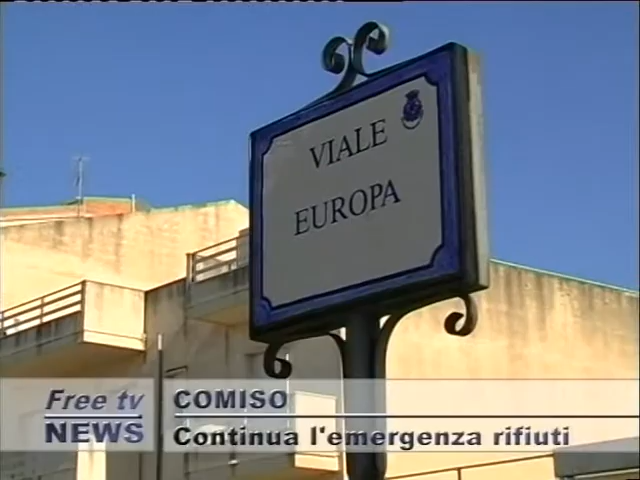 VIALE
EUROPA
Free tv
NEWS
COMISO
Continua l'emergenza rifiuti